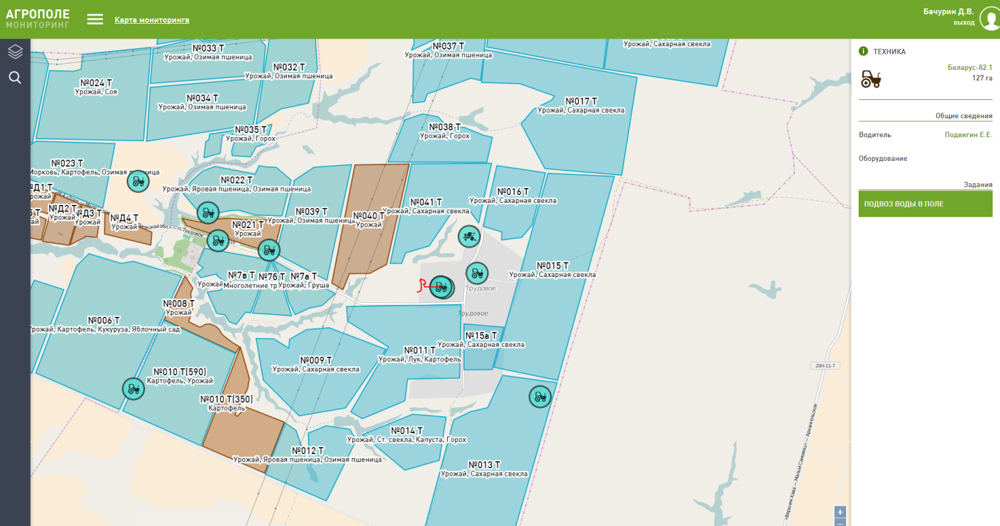 АГРОПОЛЕ
МОНИТОРИНГ
Карта мониторинга
Бачурин Д.В.
выход
№033 Т
Урожай, Озимая пшеница
№037 Т
Урожай, Озимая пшеница
Урожай, Сахарная свекла
№032 Т
Урожай, Озимая пшеница
№024 Т
Урожай, Соя
№034 Т
Урожай, Озимая пшеница
№017 Т
Урожай, Сахарная свекла
№035 Т
Урожай, Горох
№038 Т
Урожай, Горох
№023 Т
Морковь, Картофель, Озимая пшеница
№022 Т
Урожай, Яровая пшеница, Озимая пшеница
№016 Т
Урожай, Сахарная свекла
№Д1 Т
Урожай
№Д2 Т
Урожай
№Д3 Т
Урожай
№Д4 Т
Урожай
№039 Т
Урожай, Озимая пшеница
№040 Т
Урожай
№041 Т
Урожай, Сахарная свекла
№021 Т
Урожай
№015 Т
Урожай, Сахарная свекла
№7в Т
Урожай
№7б Т
Многолетние тр
№7а Т
Урожай, Груша
Трудовое
Трудовое
№008 Т
Урожай
№006 Т
Урожай, Картофель, Кукуруза, Яблочный сад
№15а Т
Урожай, Сахарная свекла
№011 Т
Урожай, Лук, Картофель
№009 Т
Урожай, Сахарная свекла
№010 Т(590)
Картофель, Урожай
№010 Т(350)
Картофель
№014 Т
Урожай, Ст. свекла, Капуста, Горох
№012 Т
Урожай, Яровая пшеница, Озимая пшеница
№013 Т
Урожай, Сахарная свекла
20Н-11-7
«Верхняя Хава — Малый Самовец» — Архангельское
+
−
i ТЕХНИКА
Беларус-82.1
127 га
Общие сведения
Водитель Подвигин Е.Е.
Оборудование
Задания
ПОДВОЗ ВОДЫ В ПОЛЕ